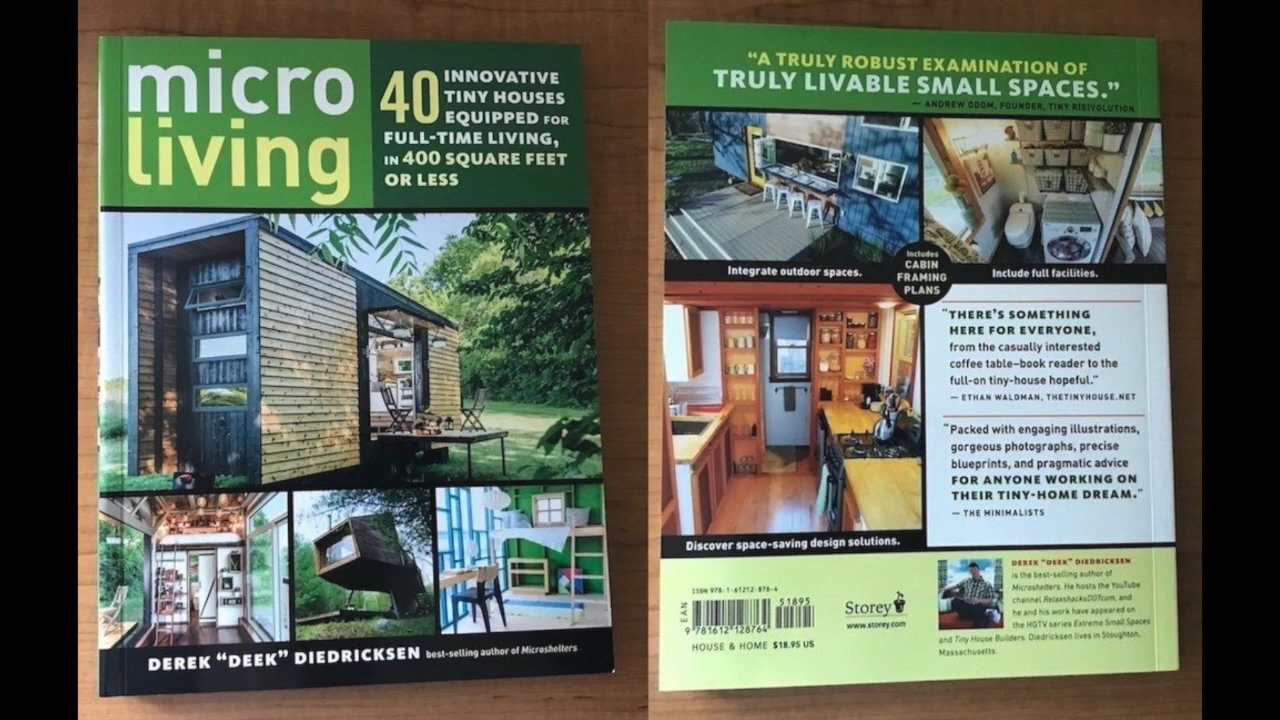 micro
living
40 INNOVATIVE
TINY HOUSES
EQUIPPED FOR
FULL-TIME LIVING,
IN 400 SQUARE FEET
OR LESS
DEREK “DEEK” DIEDRICKSEN best-selling author of Microshelters
“A TRULY ROBUST EXAMINATION OF
TRULY LIVABLE SMALL SPACES.”
— ANDREW ODOM, FOUNDER, TINY R(E)VOLUTION
Integrate outdoor spaces.
Includes
CABIN
FRAMING
PLANS
Include full facilities.
“THERE’S SOMETHING
HERE FOR EVERYONE,
from the casually interested
coffee table–book reader to the
full-on tiny-house hopeful.”
— ETHAN WALDMAN, THETINYHOUSE.NET
“Packed with engaging illustrations,
gorgeous photographs, precise
blueprints, and pragmatic advice
FOR ANYONE WORKING ON
THEIR TINY-HOME DREAM.”
— THE MINIMALISTS
Discover space-saving design solutions.
ISBN 978-1-61212-876-4
EAN
51895
9 781612 128764
HOUSE & HOME $18.95 US
Storey
www.storey.com
DEREK “DEEK” DIEDRICKSEN
is the best-selling author of
Microshelters. He hosts the YouTube
channel RelaxshacksDOTcom, and
he and his work have appeared on
the HGTV series Extreme Small Spaces
and Tiny House Builders. Diedricksen lives in Stoughton,
Massachusetts.